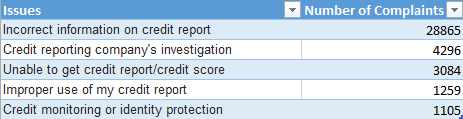 Issues Number of Complaints
Incorrect information on credit report 28865
Credit reporting company's investigation 4296
Unable to get credit report/credit score 3084
Improper use of my credit report 1259
Credit monitoring or identity protection 1105